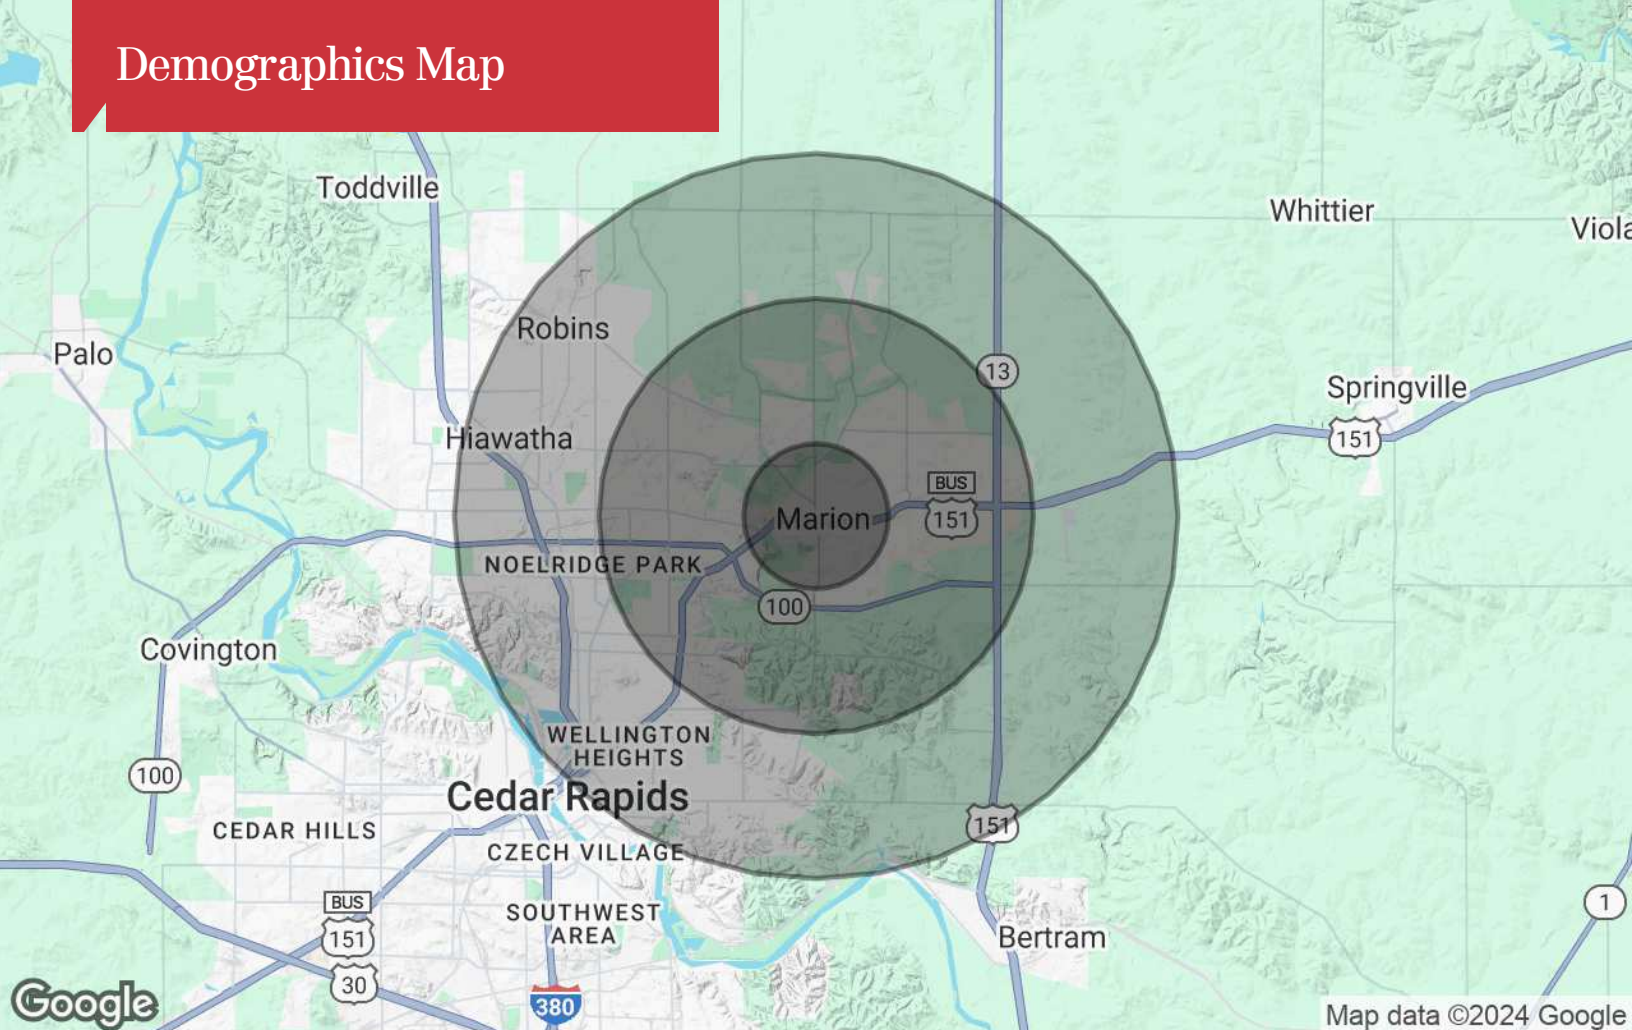 Demographics Map
Toddville
Whittier
Viola
Robins
Palo
13
Springville
Hiawatha
151
BUS
151
Marion
NOELRIDGE PARK
100
Covington
WELLINGTON
HEIGHTS
100
Cedar Rapids
151
CEDAR HILLS
CZECH VILLAGE
BUS
151
SOUTHWEST
AREA
1
Bertram
30
380
Google
Map data ©2024 Google